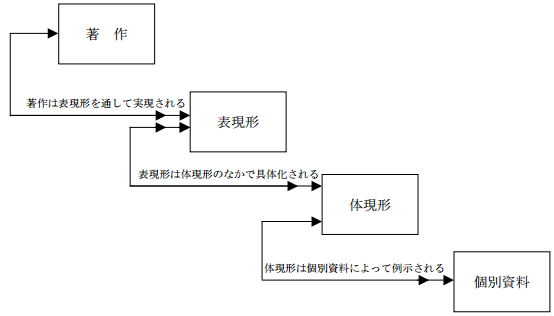 著　作
著作は表現形を通して実現される
表現形
表現形は体現形のなかで具体化される
体現形
体現形は個別資料によって例示される
個別資料